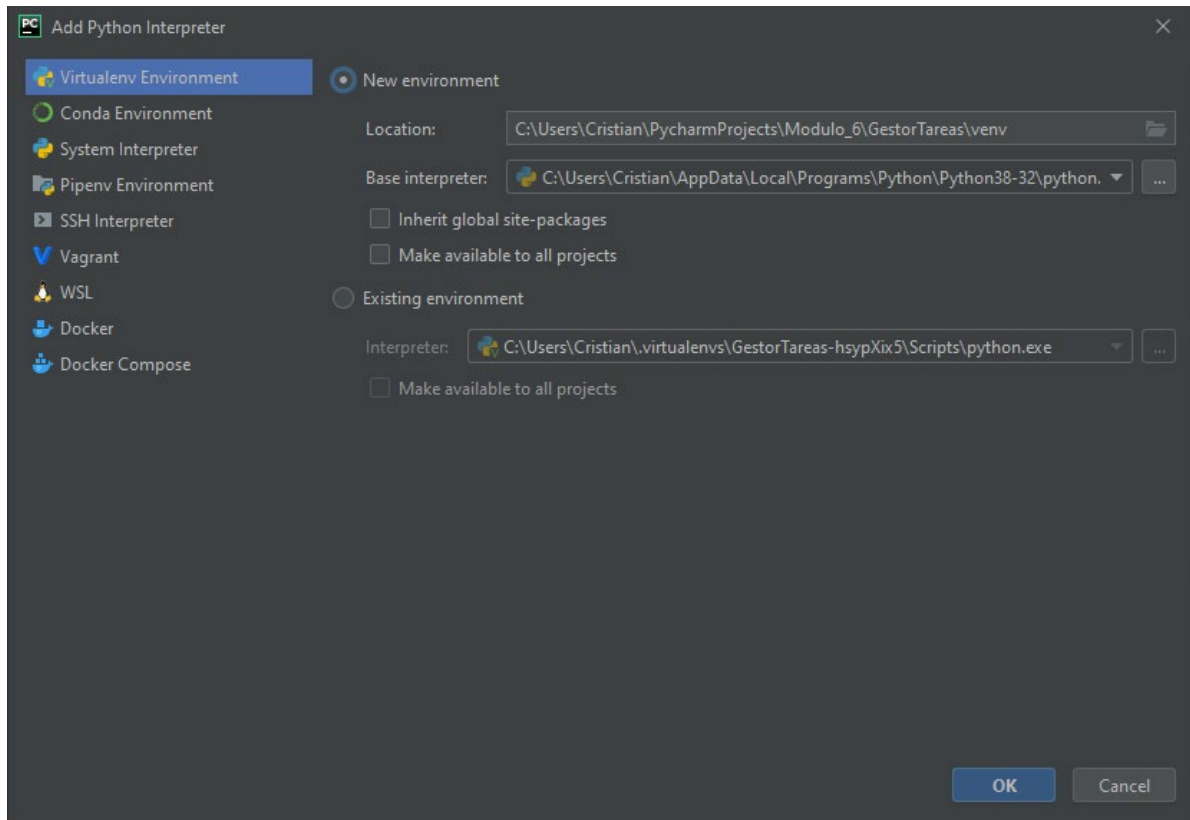 PC Add Python Interpreter
Virtualenv Environment
Conda Environment
System Interpreter
Pipenv Environment
SSH Interpreter
Vagrant
WSL
Docker
Docker Compose
New environment
Location: C:\Users\Cristian\PycharmProjects\Modulo_6\GestorTareas\venv
Base interpreter: C:\Users\Cristian\AppData\Local\Programs\Python\Python38-32\python. ...
Inherit global site-packages
Make available to all projects
Existing environment
Interpreter: C:\Users\Cristian\.virtualenvs\GestorTareas-hsypXix5\Scripts\python.exe ...
Make available to all projects
OK Cancel